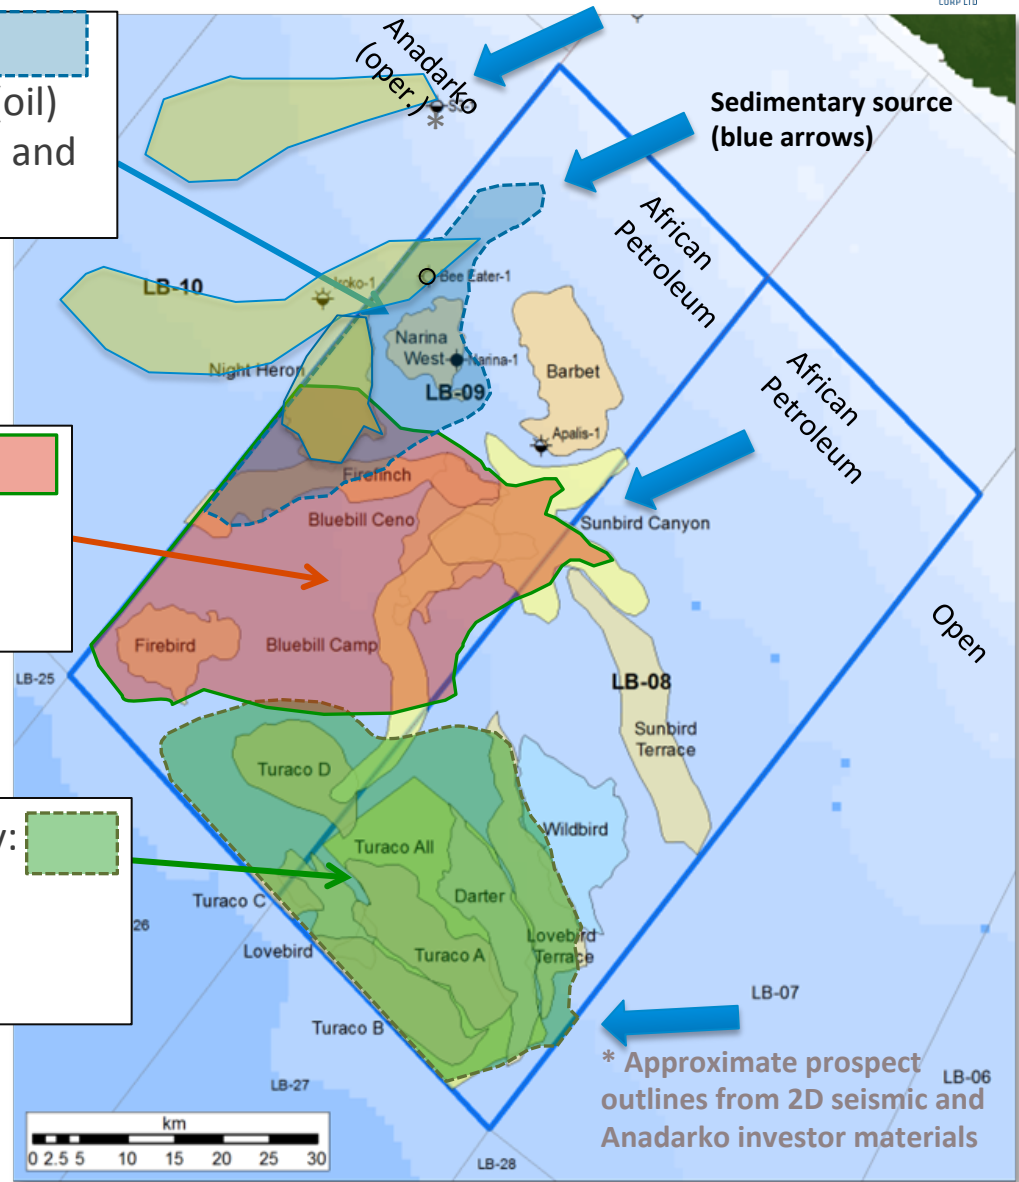 CORP LTD
Anadarko
(oper.)
*
(oil)
and
Sedimentary source
(blue arrows)
African
Petroleum
African
Petroleum
LB-10
Bee Eater-1
Narina
West
Narina-1
Barbet
Night Heron
LB-09
Apalis-1
Firefinch
Bluebill Ceno
Sunbird Canyon
Open
Firebird
Bluebill Camp
LB-25
LB-08
Sunbird
Terrace
Turaco D
Wildbird
Turaco All
Darter
Turaco C
26
Lovebird
Turaco A
Lovebird
Terrace
LB-07
Turaco B
* Approximate prospect
outlines from 2D seismic and
Anadarko investor materials
LB-06
LB-27
km
0 2.5 5 10 15 20 25 30
LB-28